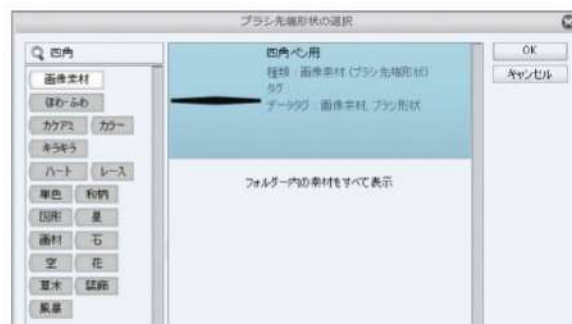 ブラシ先端形状の選択
四角
画像素材
ほわ・ふわ
カケアミ カラー
キラキラ
ハート レース
単色 和柄
図形 星
画材 石
空 花
草木 装飾
風景
四角ペン用
種類:画像素材(ブラシ先端形状)
タグ
データタグ:画像素材, ブラシ形状
フォルダー内の素材をすべて表示
OK
キャンセル